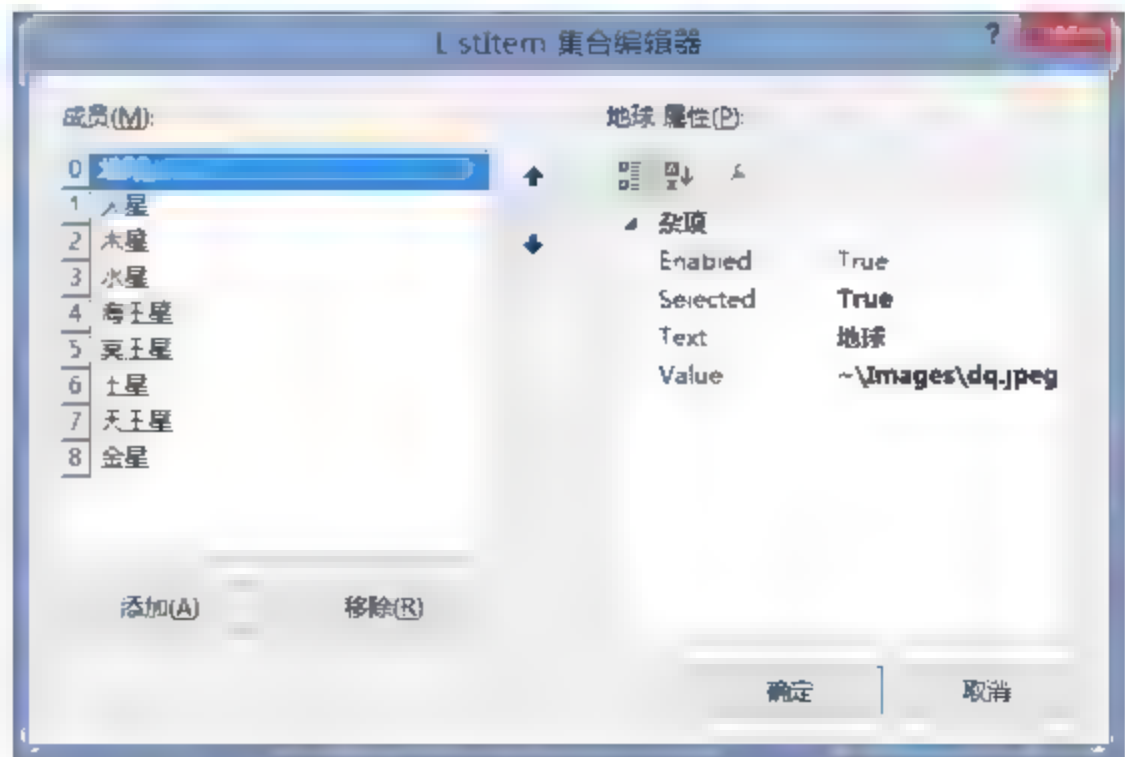 ListItem 集合编辑器
?
成员(M):
0
1 火星
2 木星
3 水星
4 海王星
5 冥王星
6 土星
7 天王星
8 金星
添加(A)
移除(R)
地球 属性(P):
杂项
Enabled True
Selected True
Text 地球
Value ~\Images\dq.jpeg
确定
取消